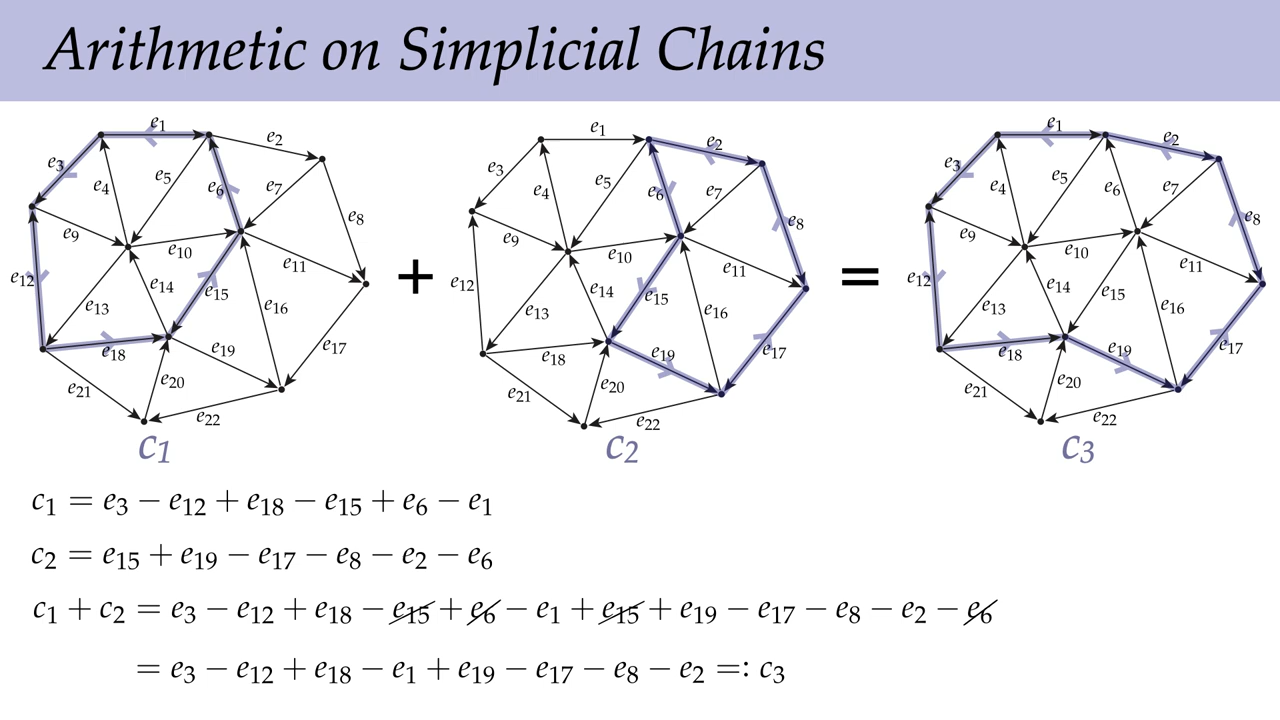 Arithmetic on Simplicial Chains
e1 e2 e3 e4 e5 e6 e7 e8 e9 e10 e11 e12 e13 e14 e15 e16 e17 e18 e19 e20 e21 e22
c1
+
e1 e2 e3 e4 e5 e6 e7 e8 e9 e10 e11 e12 e13 e14 e15 e16 e17 e18 e19 e20 e21 e22
c2
=
e1 e2 e3 e4 e5 e6 e7 e8 e9 e10 e11 e12 e13 e14 e15 e16 e17 e18 e19 e20 e21 e22
c3
c1 = e3 − e12 + e18 − e15 + e6 − e1
c2 = e15 + e19 − e17 − e8 − e2 − e6
c1 + c2 = e3 − e12 + e18 − e15 + e6 − e1 + e15 + e19 − e17 − e8 − e2 − e6
= e3 − e12 + e18 − e1 + e19 − e17 − e8 − e2 =: c3